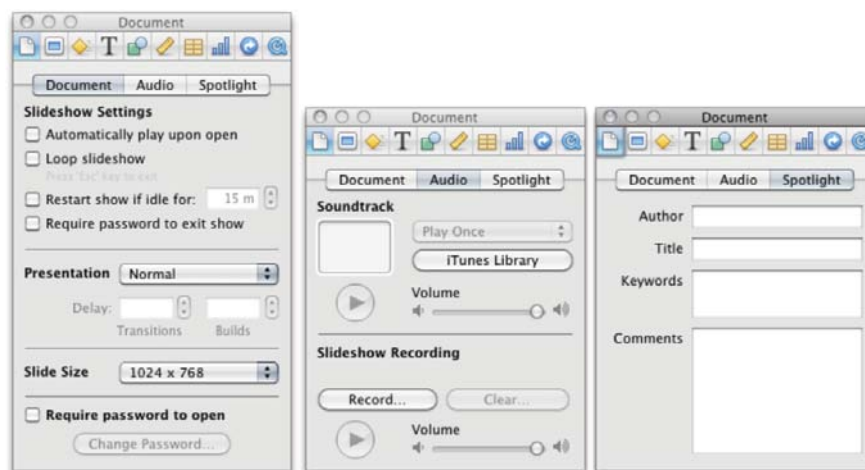 Document
T
Document Audio Spotlight
Slideshow Settings
Automatically play upon open
Loop slideshow
Press "Esc" key to exit
Restart show if idle for: 15 m
Require password to exit show
Presentation Normal
Delay:
Transitions Builds
Slide Size 1024 x 768
Require password to open
Change Password...
Document
T
Document Audio Spotlight
Soundtrack
Play Once
iTunes Library
Volume
Slideshow Recording
Record... Clear...
Volume
Document
T
Document Audio Spotlight
Author
Title
Keywords
Comments